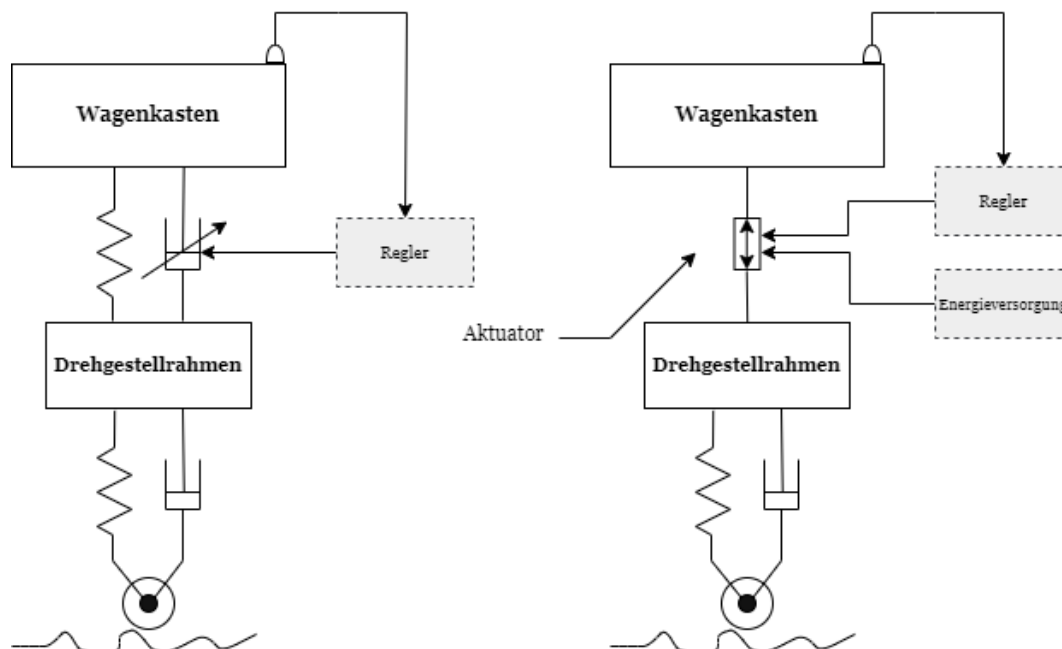 Wagenkasten
Regler
Drehgestellrahmen
Wagenkasten
Regler
Energieversorgung
Aktuator
Drehgestellrahmen